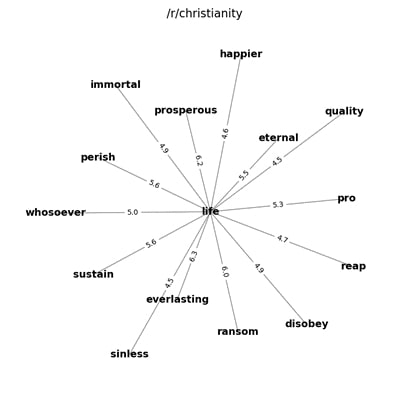 /r/christianity
happier
immortal
prosperous
quality
eternal
4.6
4.9
6.2
5.5
4.5
perish
5.6
pro
5.3
whosoever
5.0
life
5.6
4.7
sustain
reap
6.3
4.9
6.0
4.5
everlasting
disobey
ransom
sinless